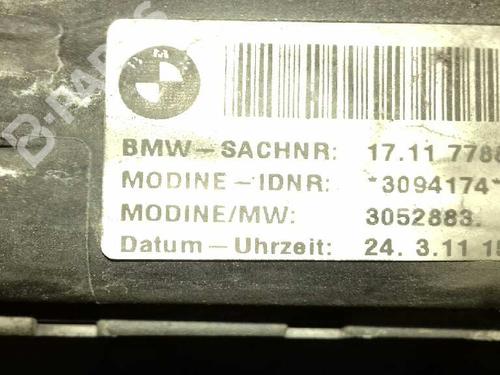 B-PARTS
BMW
BMW-SACHNR: 17.11 778
MODINE-IDNR: *3094174*
MODINE/MW: 3052883.
Datum-Uhrzeit: 24. 3.11 1